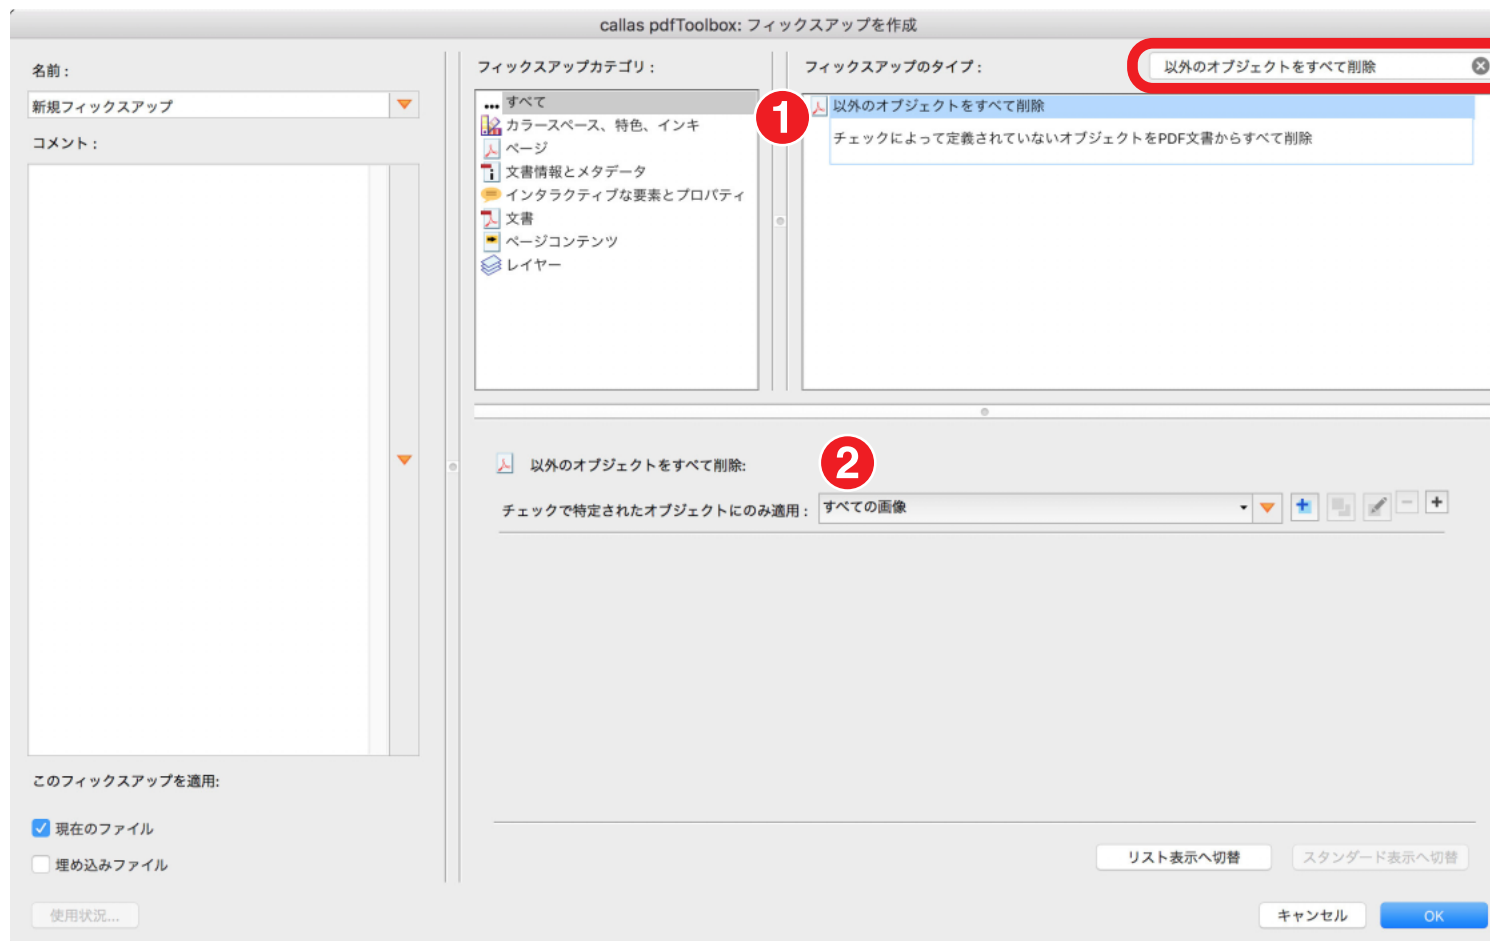 callas pdfToolbox: フィックスアップを作成
名前：
新規フィックスアップ
コメント：
このフィックスアップを適用:
現在のファイル
埋め込みファイル
使用状況...
フィックスアップカテゴリ：
すべて
カラースペース、特色、インキ
ページ
文書情報とメタデータ
インタラクティブな要素とプロパティ
文書
ページコンテンツ
レイヤー
フィックスアップのタイプ：
以外のオブジェクトをすべて削除
1
以外のオブジェクトをすべて削除
チェックによって定義されていないオブジェクトをPDF文書からすべて削除
以外のオブジェクトをすべて削除:
2
チェックで特定されたオブジェクトにのみ適用：
すべての画像
リスト表示へ切替
スタンダード表示へ切替
キャンセル
OK